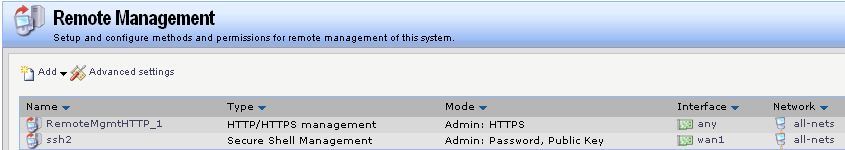 Remote Management
Setup and configure methods and permissions for remote management of this system.
Add Advanced settings
Name Type Mode Interface Network
RemoteMgmtHTTP_1 HTTP/HTTPS management Admin: HTTPS any all-nets
ssh2 Secure Shell Management Admin: Password, Public Key wan1 all-nets